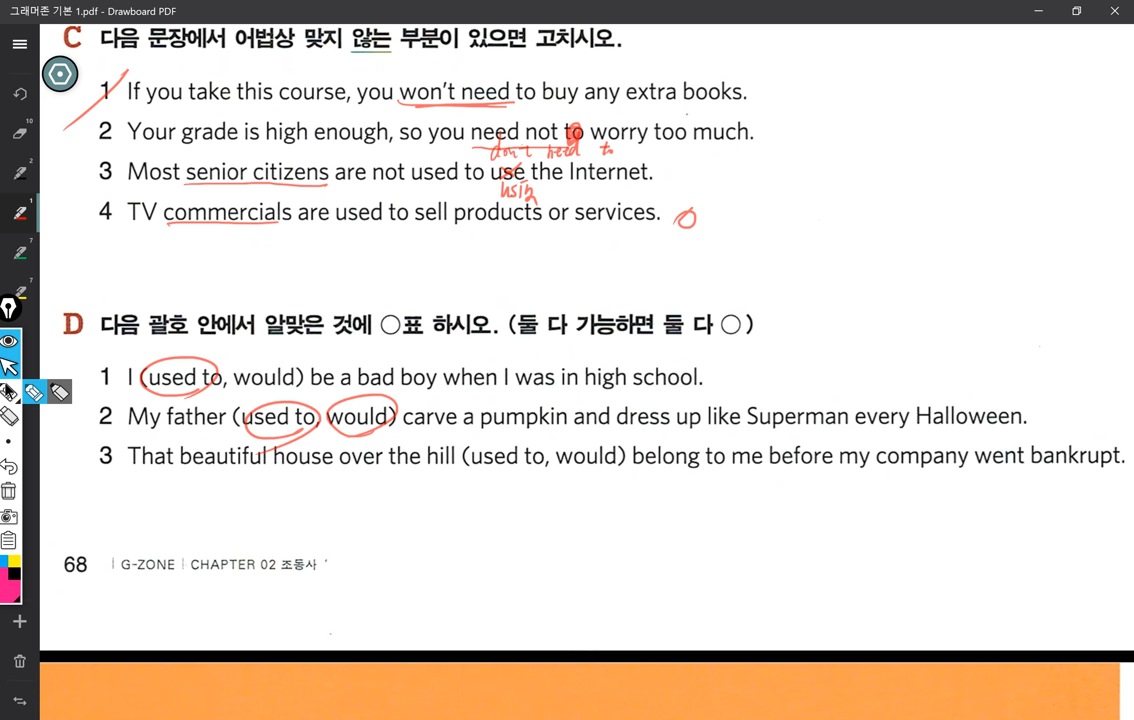 그래머존 기본 1.pdf - Drawboard PDF
C 다음 문장에서 어법상 맞지 않는 부분이 있으면 고치시오.
1 If you take this course, you won't need to buy any extra books.
2 Your grade is high enough, so you need not to worry too much.
don't need to
3 Most senior citizens are not used to use the Internet.
using
4 TV commercials are used to sell products or services.
D 다음 괄호 안에서 알맞은 것에 ○표 하시오. (둘 다 가능하면 둘 다 ○)
1 I (used to, would) be a bad boy when I was in high school.
2 My father (used to, would) carve a pumpkin and dress up like Superman every Halloween.
3 That beautiful house over the hill (used to, would) belong to me before my company went bankrupt.
68 | G-ZONE | CHAPTER 02 조동사
10
2
1
7
7